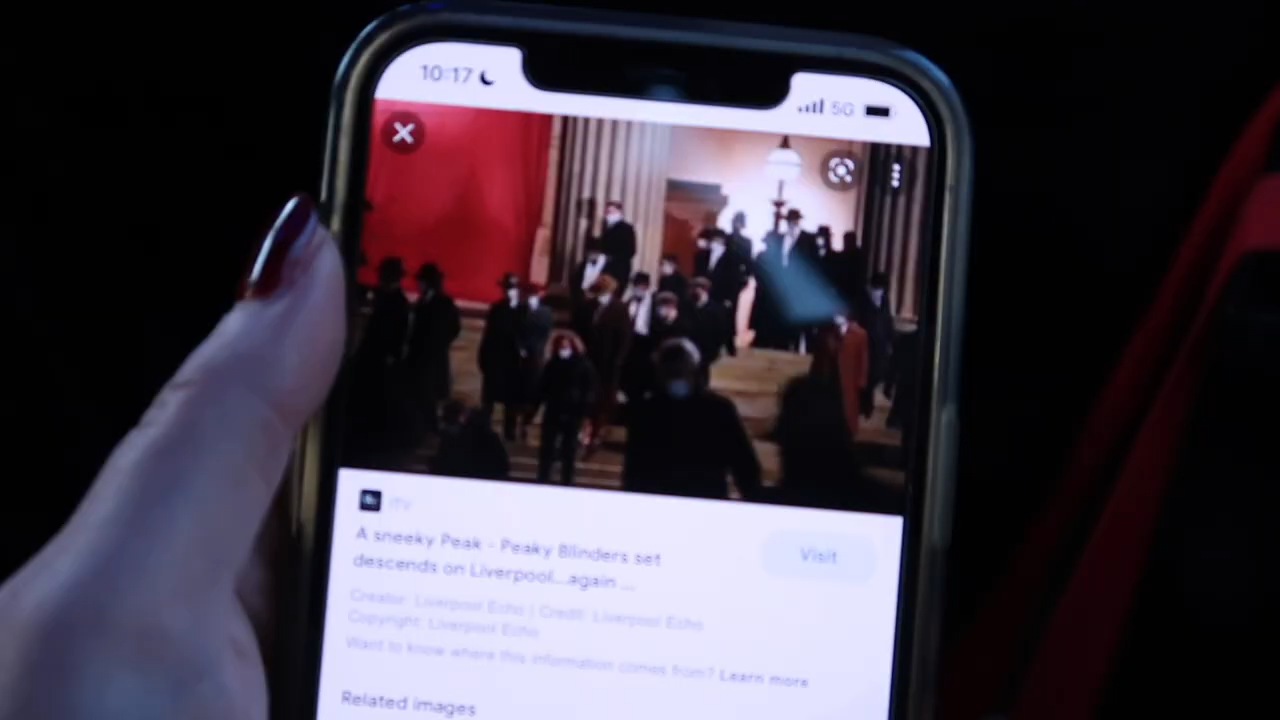 10:17
5G
itv
A sneeky Peak - Peaky Blinders set
descends on Liverpool...again ...
Visit
Creator: Liverpool Echo | Credit: Liverpool Echo
Copyright: Liverpool Echo
Want to know where this information comes from? Learn more
Related images